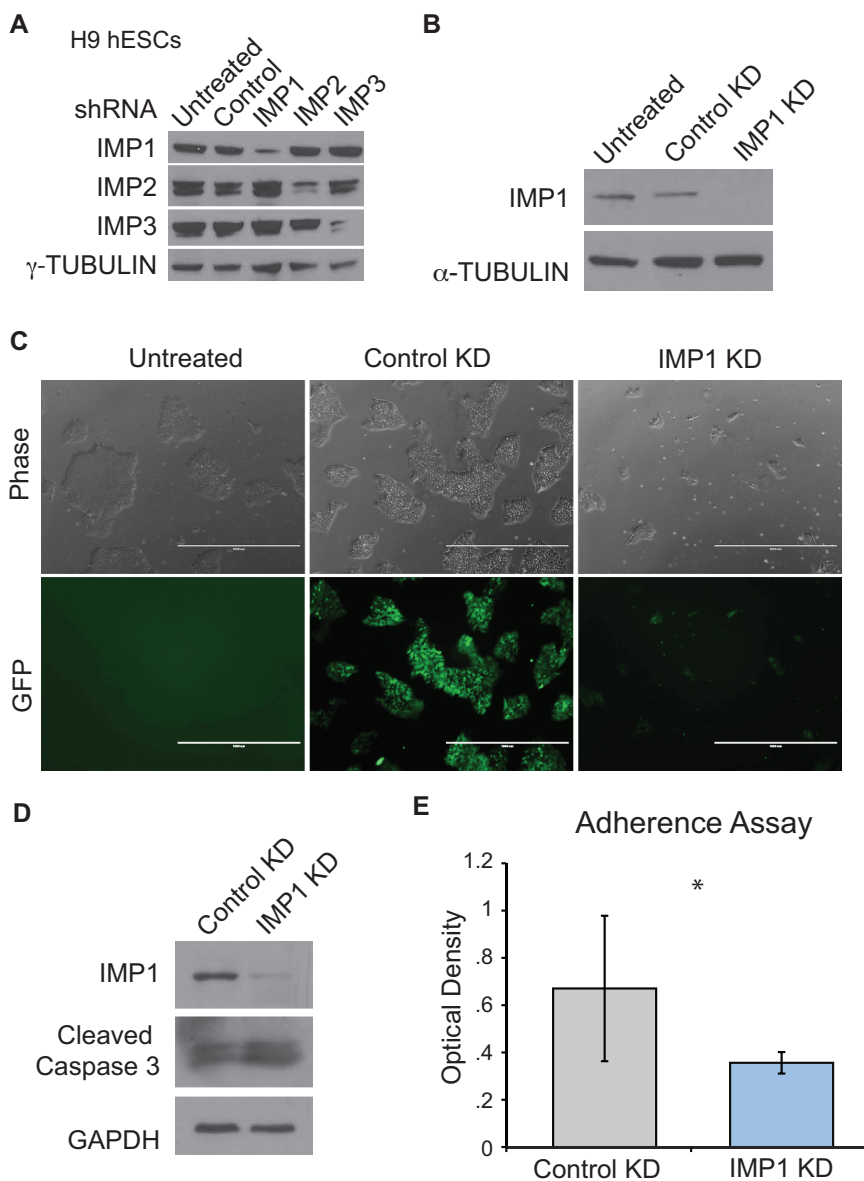 A
H9 hESCs
shRNA
Untreated
Control
IMP1
IMP2
IMP3
IMP1
IMP2
IMP3
γ-TUBULIN
B
Untreated
Control KD
IMP1 KD
IMP1
α-TUBULIN
C
Untreated
Control KD
IMP1 KD
Phase
GFP
D
Control KD
IMP1 KD
IMP1
Cleaved
Caspase 3
GAPDH
E
Adherence Assay
Optical Density
1.2
1
.8
.6
.4
.2
0
*
Control KD
IMP1 KD